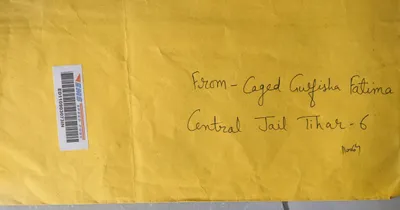 From - Caged Gulfisha Fatima
Central Jail Tihar - 6